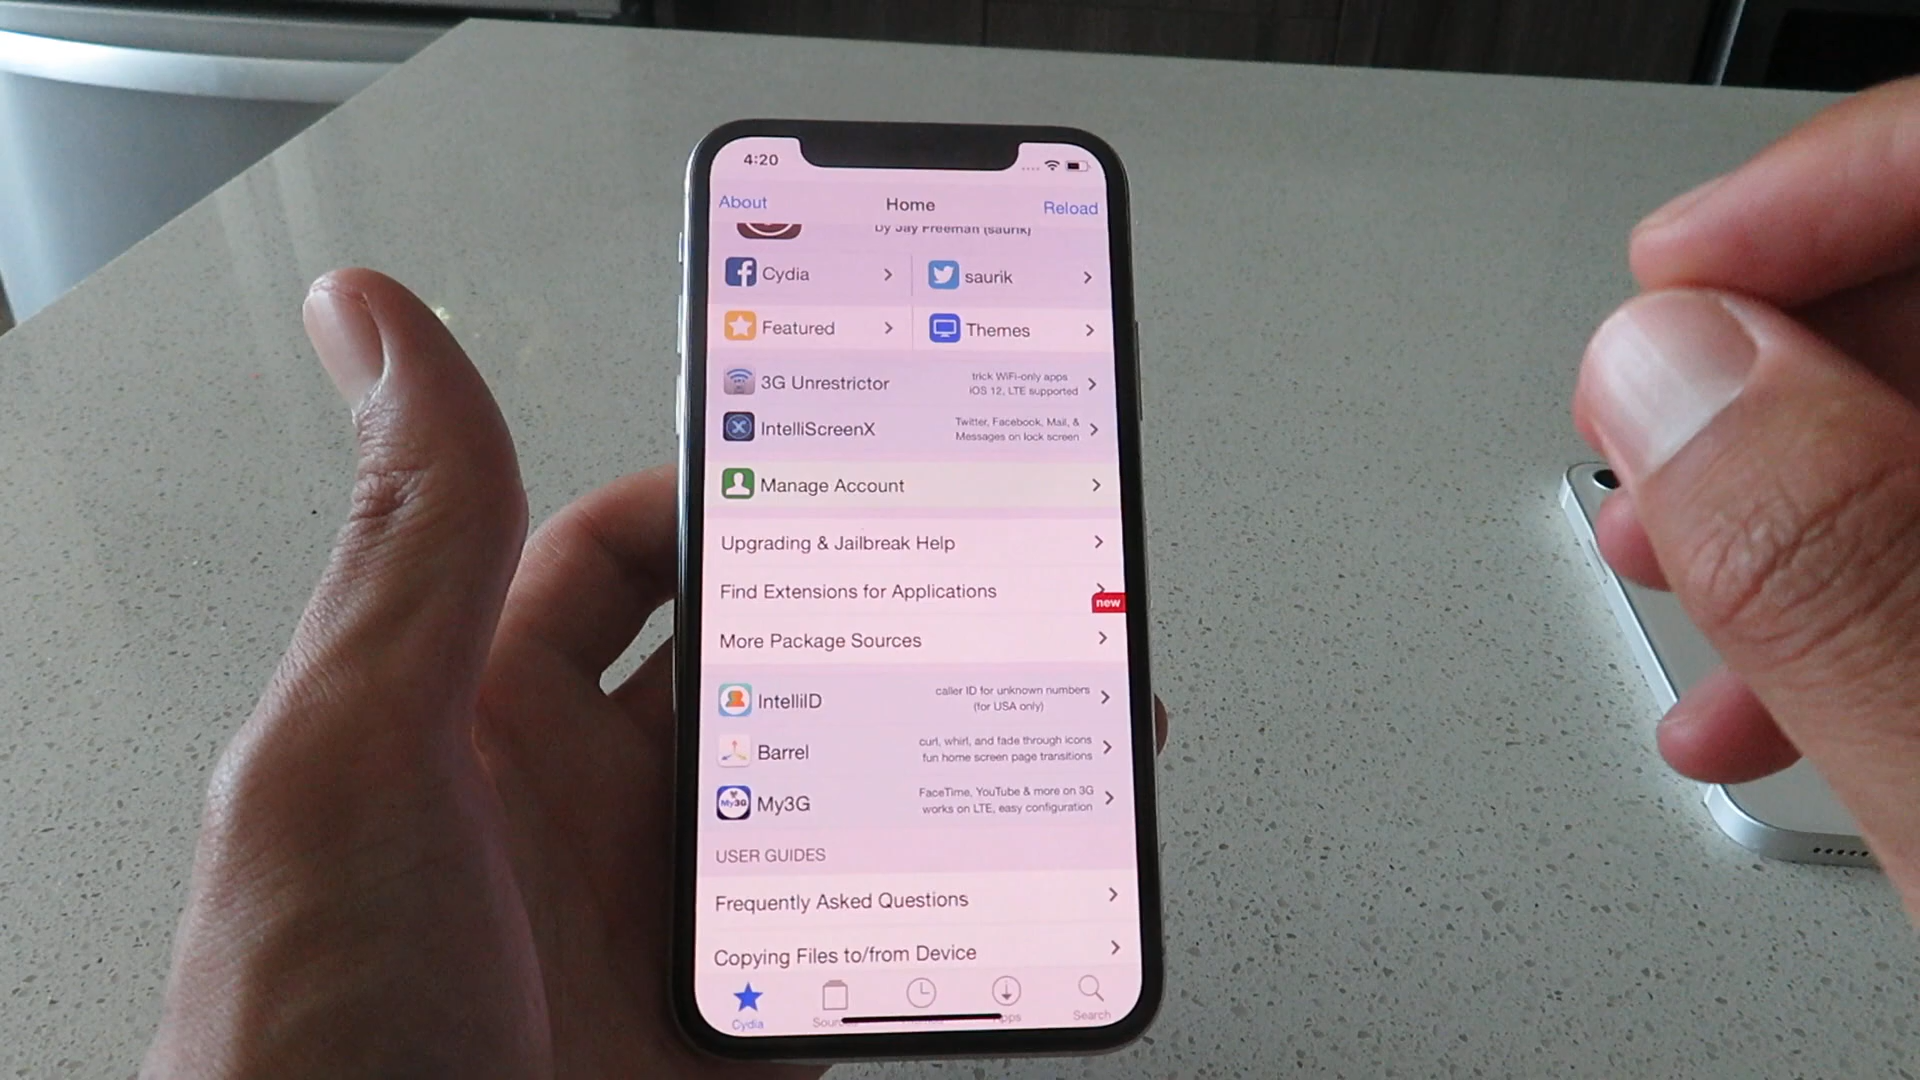 4:20
About Home Reload
by Jay Freeman (saurik)
Cydia saurik
Featured Themes
3G Unrestrictor
trick WiFi-only apps
iOS 12, LTE supported
IntelliScreenX
Twitter, Facebook, Mail, &
Messages on lock screen
Manage Account
Upgrading & Jailbreak Help
Find Extensions for Applications
new
More Package Sources
IntelliID
caller ID for unknown numbers
(for USA only)
Barrel
curl, whirl, and fade through icons
fun home screen page transitions
My3G
My3G
FaceTime, YouTube & more on 3G
works on LTE, easy configuration
USER GUIDES
Frequently Asked Questions
Copying Files to/from Device
Cydia Search